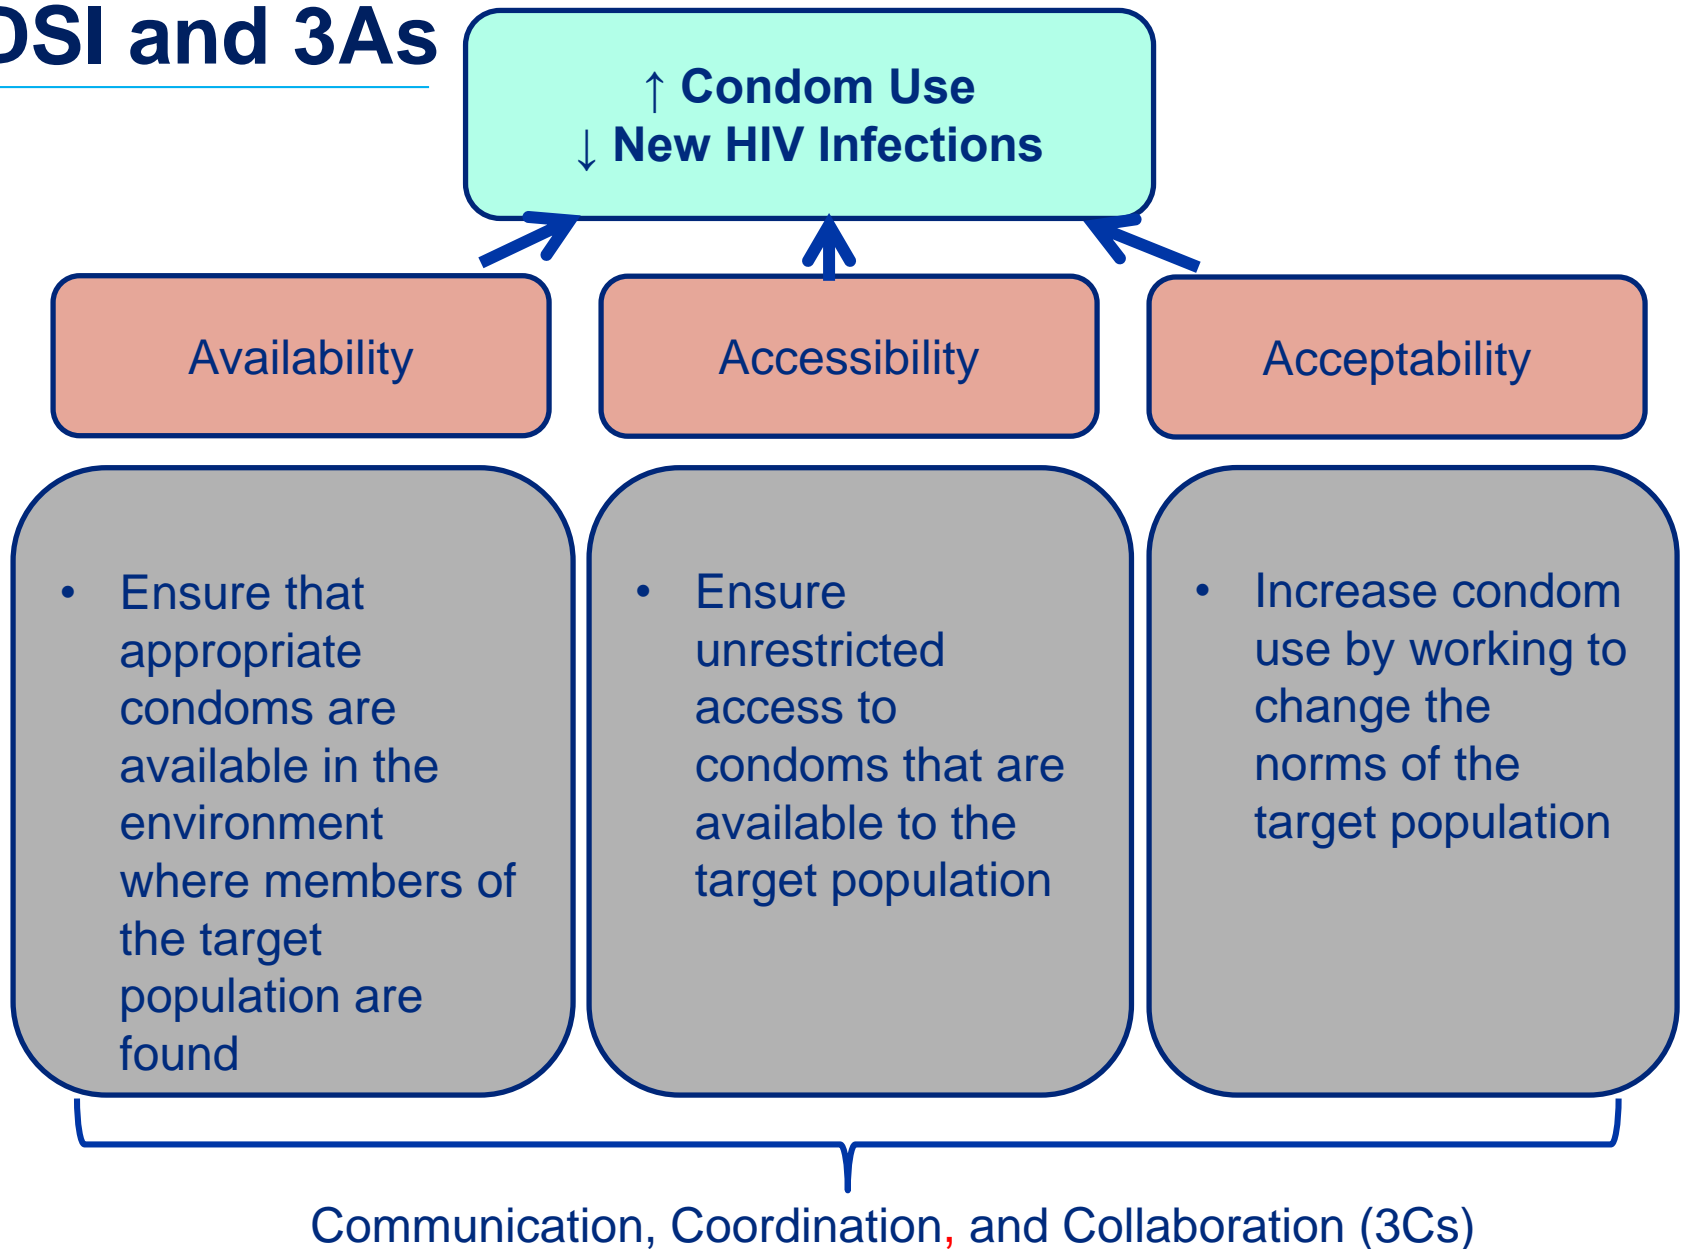 DSI and 3As
↑ Condom Use
↓ New HIV Infections
Availability
Accessibility
Acceptability
• Ensure that
appropriate
condoms are
available in the
environment
where members of
the target
population are
found
• Ensure
unrestricted
access to
condoms that are
available to the
target population
• Increase condom
use by working to
change the
norms of the
target population
Communication, Coordination, and Collaboration (3Cs)